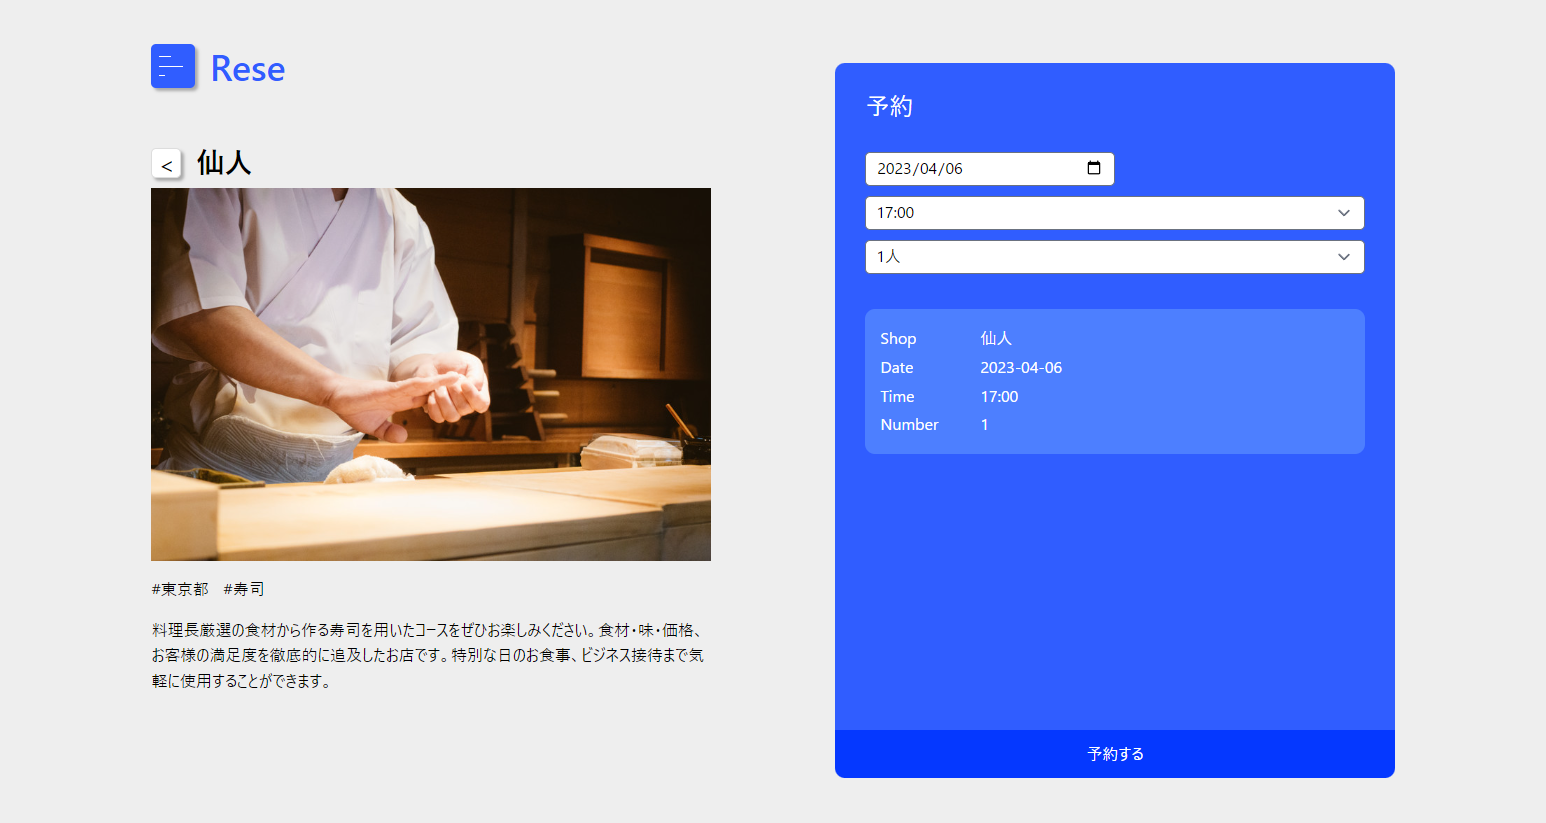 Rese
< 仙人
#東京都 #寿司
料理長厳選の食材から作る寿司を用いたコースをぜひお楽しみください。食材・味・価格、
お客様の満足度を徹底的に追及したお店です。特別な日のお食事、ビジネス接待まで気
軽に使用することができます。
予約
2023/04/06
17:00
1人
Shop 仙人
Date 2023-04-06
Time 17:00
Number 1
予約する